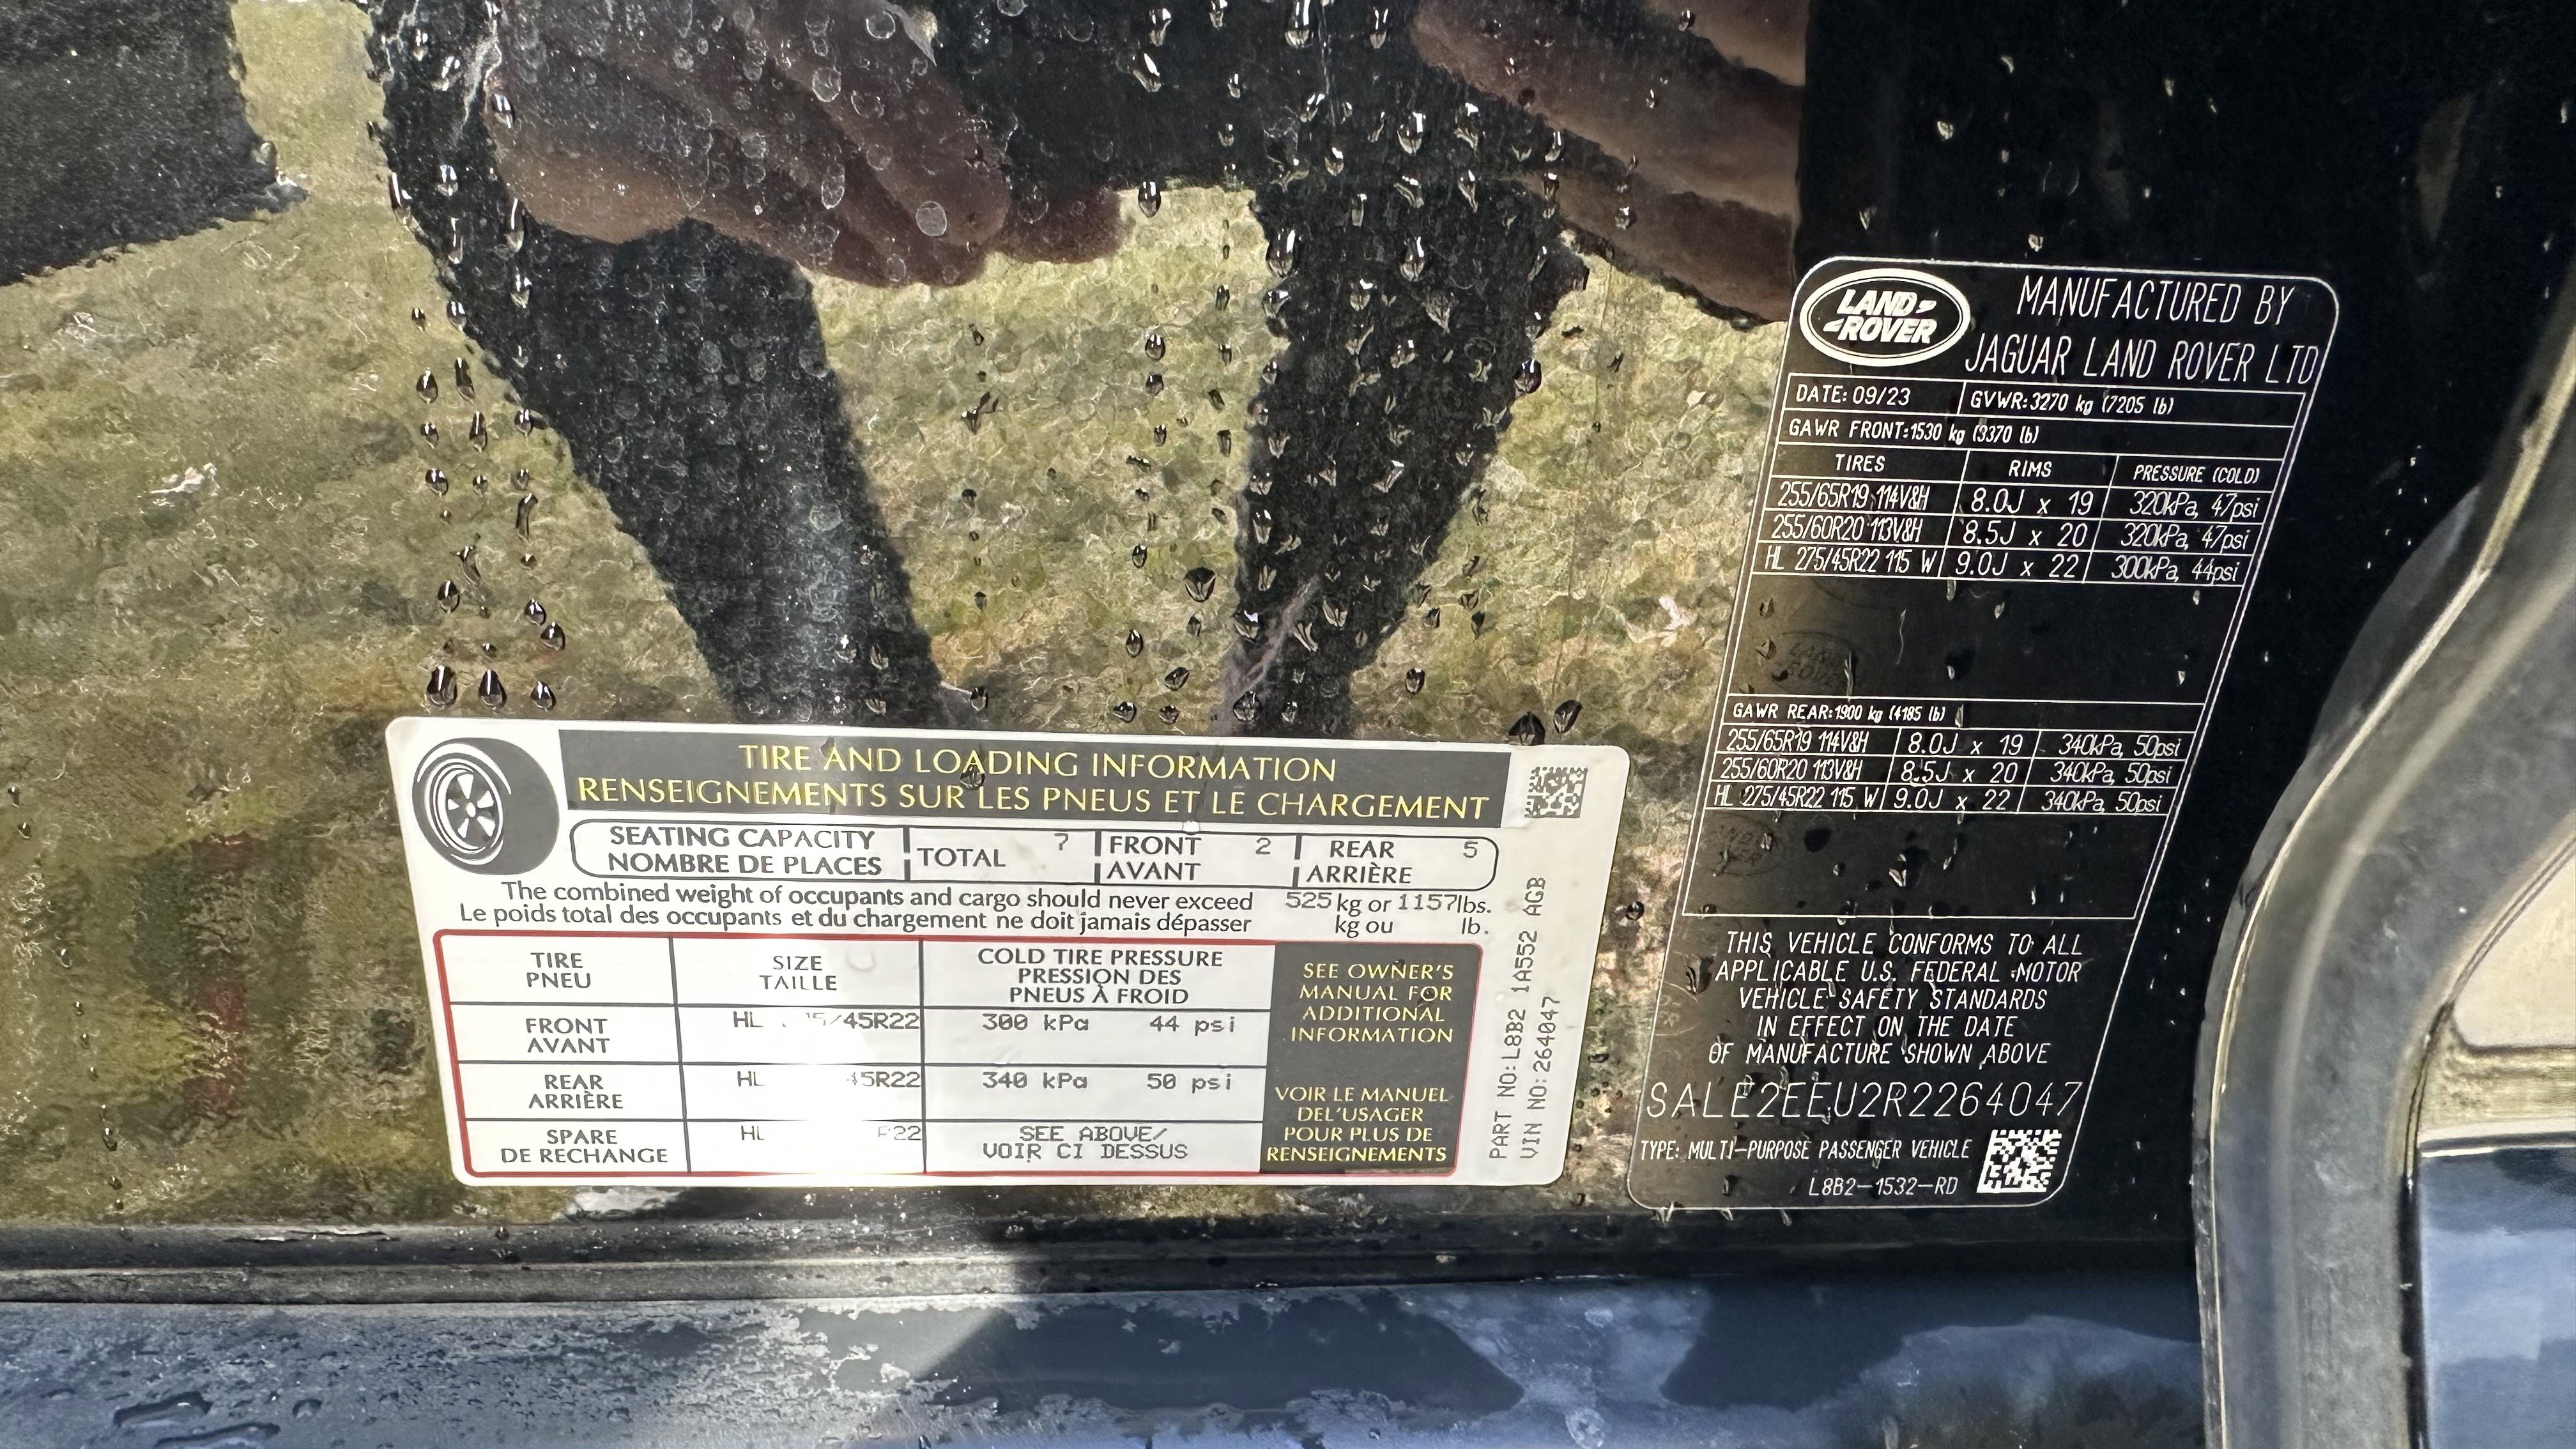 TIRE AND LOADING INFORMATION
RENSEIGNEMENTS SUR LES PNEUS ET LE CHARGEMENT
SEATING CAPACITY
NOMBRE DE PLACES
TOTAL 7
FRONT 2
AVANT
REAR 5
ARRIÈRE
The combined weight of occupants and cargo should never exceed 525 kg or 1157lbs.
Le poids total des occupants et du chargement ne doit jamais dépasser kg ou lb.
TIRE
PNEU
SIZE
TAILLE
COLD TIRE PRESSURE
PRESSION DES
PNEUS À FROID
FRONT
AVANT
HL /45R22
300 kPa 44 psi
REAR
ARRIÈRE
HL 5R22
340 kPa 50 psi
SPARE
DE RECHANGE
HL R22
SEE ABOVE/
VOIR CI DESSUS
SEE OWNER'S
MANUAL FOR
ADDITIONAL
INFORMATION
VOIR LE MANUEL
DEL'USAGER
POUR PLUS DE
RENSEIGNEMENTS
PART NO:L8B2 1A552 AGB
VIN NO:264047
LAND
ROVER
MANUFACTURED BY
JAGUAR LAND ROVER LTD
DATE: 09/23 GVWR:3270 kg (7205 lb)
GAWR FRONT:1530 kg (3370 lb)
TIRES RIMS PRESSURE (COLD)
255/65R19 114V&H 8.0J x 19 320kPa, 47psi
255/60R20 113V&H 8.5J x 20 320kPa, 47psi
HL 275/45R22 115 W 9.0J x 22 300kPa, 44psi
GAWR REAR:1900 kg (4185 lb)
255/65R19 114V&H 8.0J x 19 340kPa, 50psi
255/60R20 113V&H 8.5J x 20 340kPa, 50psi
HL 275/45R22 115 W 9.0J x 22 340kPa, 50psi
THIS VEHICLE CONFORMS TO ALL
APPLICABLE U.S. FEDERAL MOTOR
VEHICLE SAFETY STANDARDS
IN EFFECT ON THE DATE
OF MANUFACTURE SHOWN ABOVE
SALE2EEU2R2264047
TYPE: MULTI-PURPOSE PASSENGER VEHICLE
L8B2-1532-RD